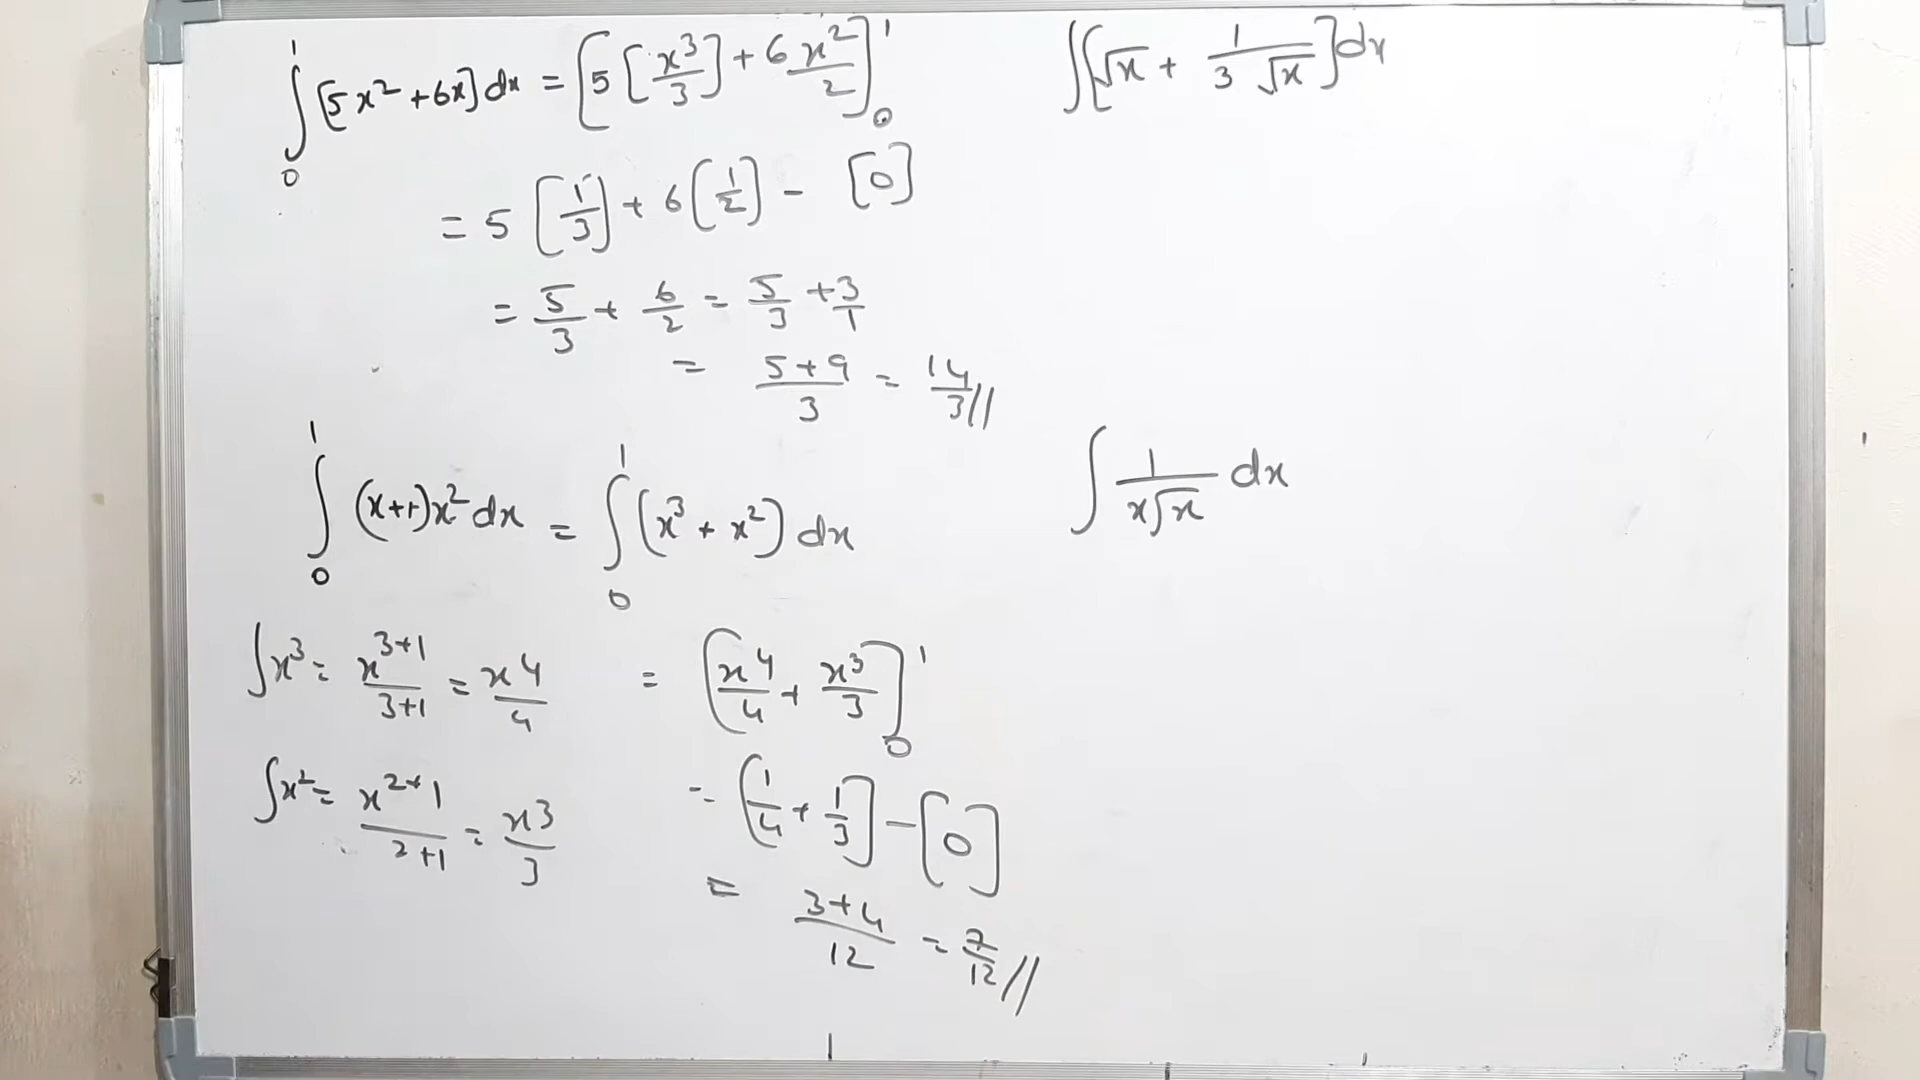 ∫₀¹ [5x² + 6x] dx = [5 [x³/3] + 6 x²/2]₀¹
= 5 [1/3] + 6 [1/2] - [0]
= 5/3 + 6/2 = 5/3 + 3/1
= (5+9)/3 = 14/3 //
∫₀¹ (x+1)x² dx = ∫₀¹ (x³ + x²) dx
∫x³ = x³⁺¹/(3+1) = x⁴/4
= [x⁴/4 + x³/3]₀¹
∫x² = x²⁺¹/(2+1) = x³/3
= [1/4 + 1/3] - [0]
= (3+4)/12 = 7/12 //
∫[√x + 1/(3 √x)] dx
∫ 1/(x√x) dx